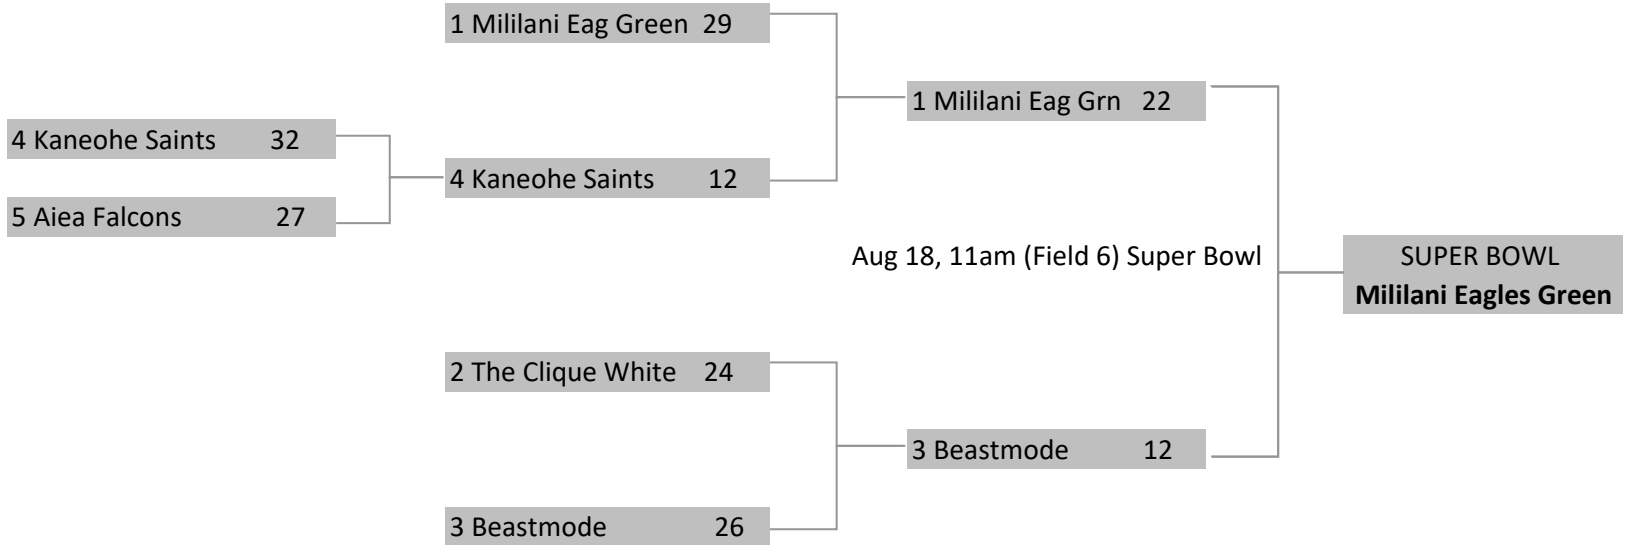 1 Mililani Eag Green 29
1 Mililani Eag Grn 22
4 Kaneohe Saints 32
4 Kaneohe Saints 12
5 Aiea Falcons 27
Aug 18, 11am (Field 6) Super Bowl
SUPER BOWL
Mililani Eagles Green
2 The Clique White 24
3 Beastmode 12
3 Beastmode 26